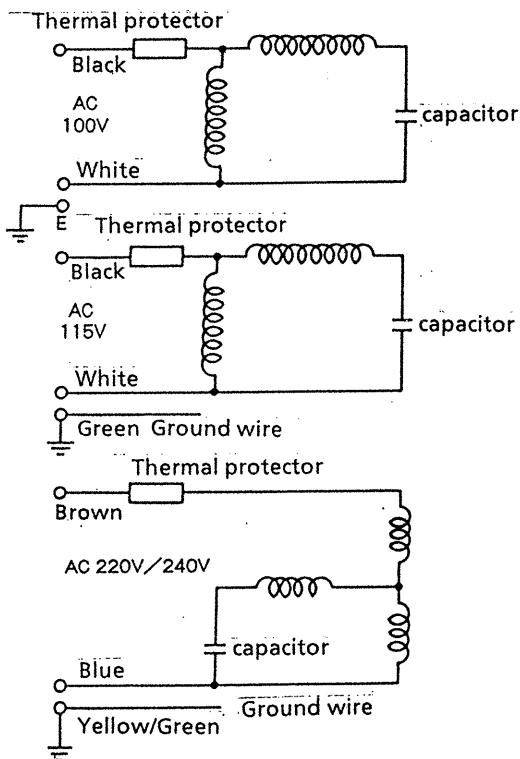 Thermal protector
Black
AC
100V
capacitor
White
E
Thermal protector
Black
AC
115V
capacitor
White
Green Ground wire
Thermal protector
Brown
AC 220V/240V
capacitor
Blue
Ground wire
Yellow/Green